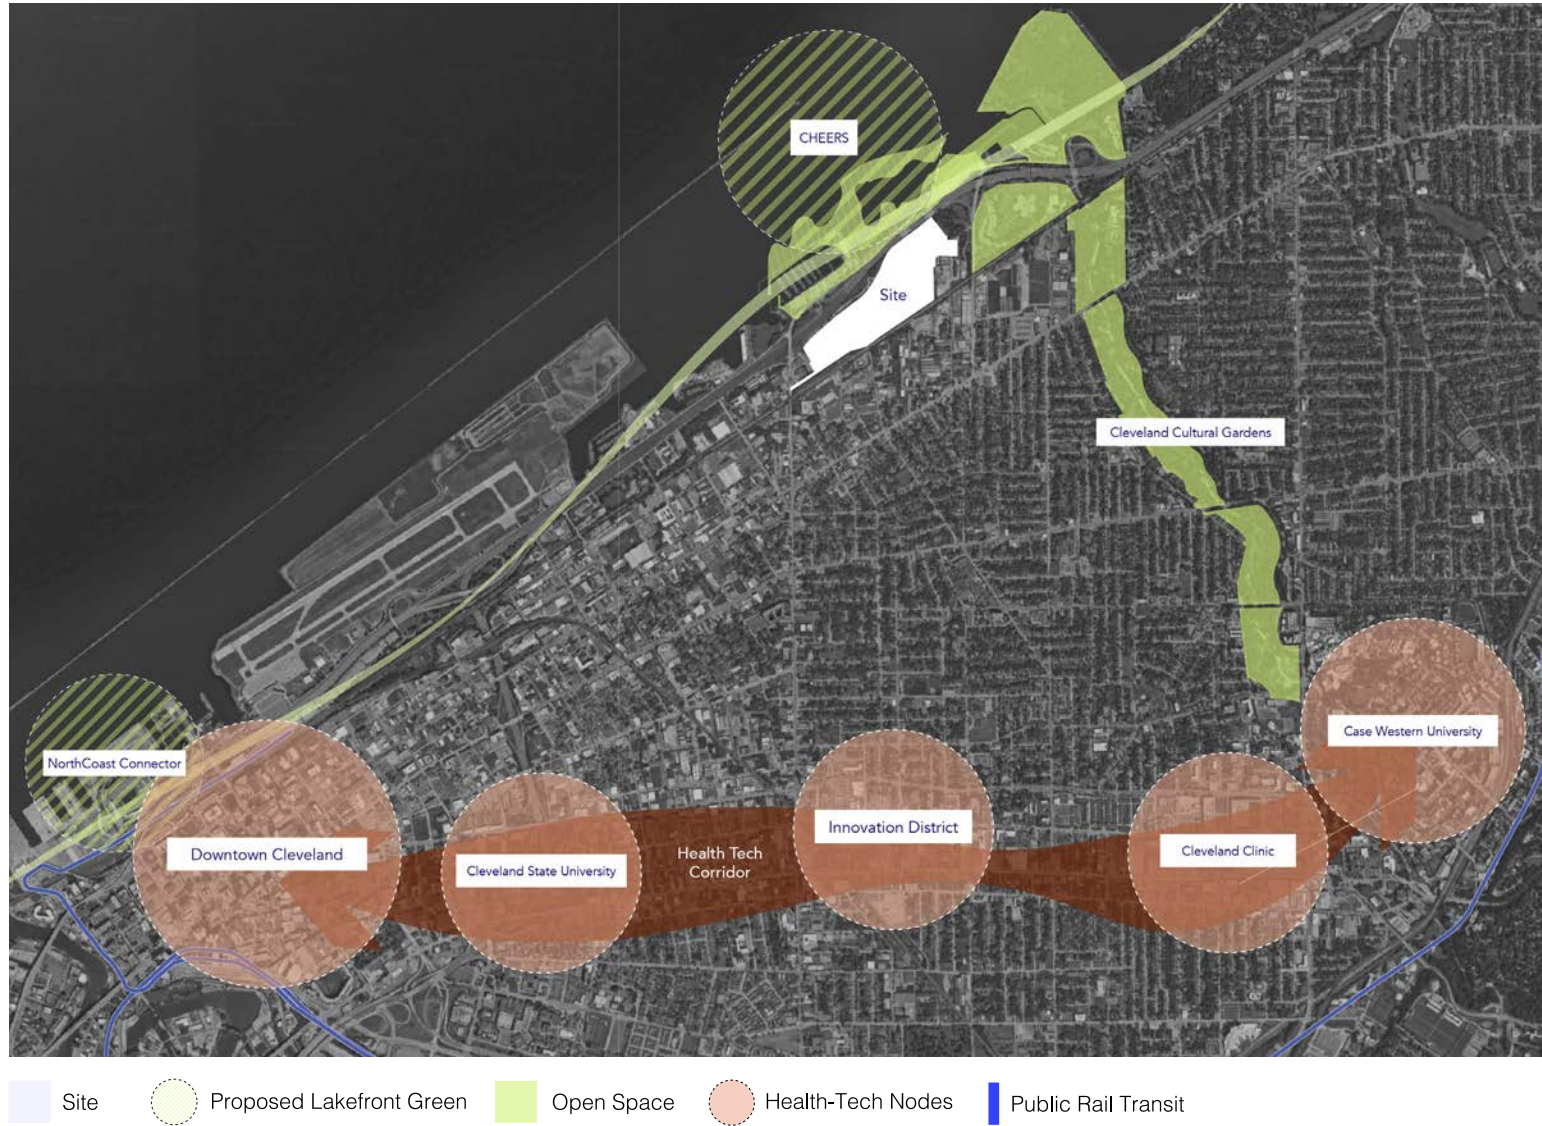 CHEERS
Site
Cleveland Cultural Gardens
Case Western University
NorthCoast Connector
Innovation District
Downtown Cleveland
Health Tech
Corridor
Cleveland Clinic
Cleveland State University
Site
Proposed Lakefront Green
Open Space
Health-Tech Nodes
Public Rail Transit